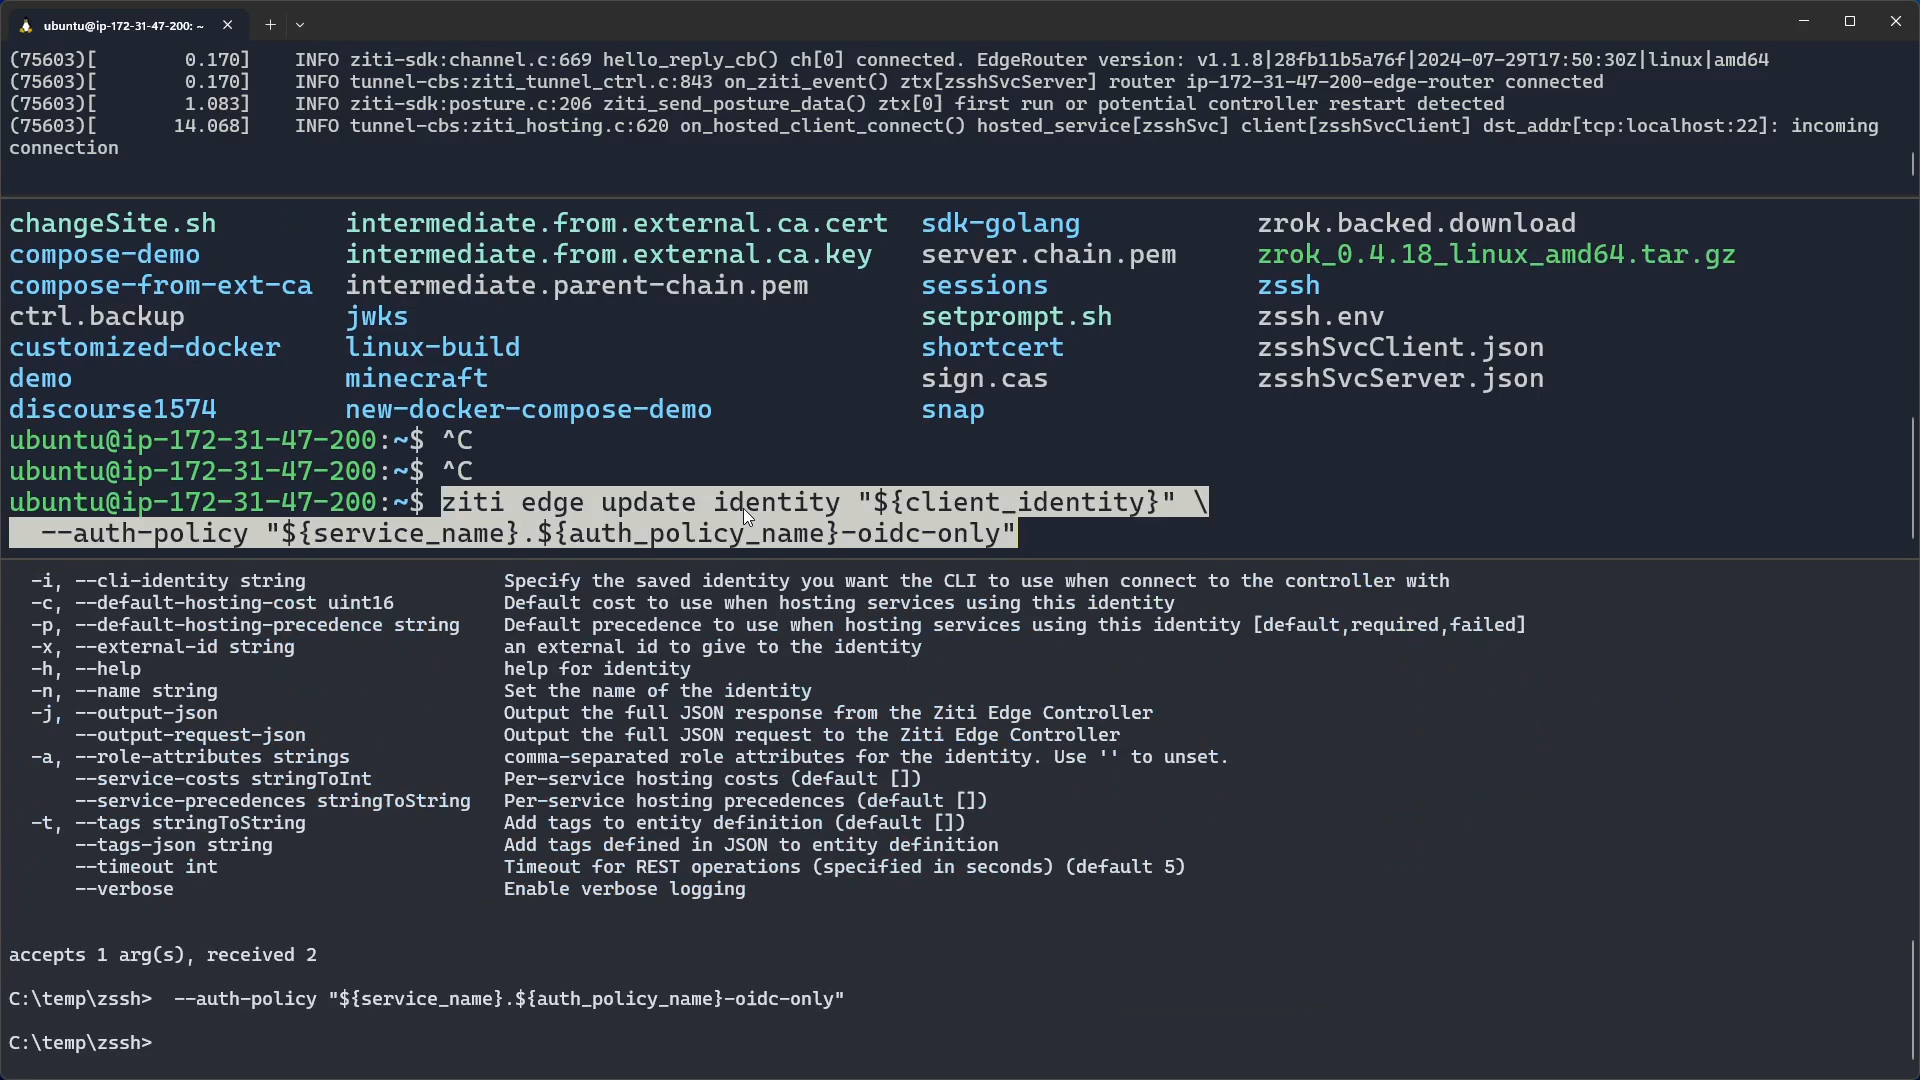 ubuntu@ip-172-31-47-200: ~
(75603)[        0.170]    INFO ziti-sdk:channel.c:669 hello_reply_cb() ch[0] connected. EdgeRouter version: v1.1.8|28fb11b5a76f|2024-07-29T17:50:30Z|linux|amd64
(75603)[        0.170]    INFO tunnel-cbs:ziti_tunnel_ctrl.c:843 on_ziti_event() ztx[zsshSvcServer] router ip-172-31-47-200-edge-router connected
(75603)[        1.083]    INFO ziti-sdk:posture.c:206 ziti_send_posture_data() ztx[0] first run or potential controller restart detected
(75603)[       14.068]    INFO tunnel-cbs:ziti_hosting.c:620 on_hosted_client_connect() hosted_service[zsshSvc] client[zsshSvcClient] dst_addr[tcp:localhost:22]: incoming
connection
changeSite.sh        intermediate.from.external.ca.cert  sdk-golang           zrok.backed.download
compose-demo         intermediate.from.external.ca.key   server.chain.pem     zrok_0.4.18_linux_amd64.tar.gz
compose-from-ext-ca  intermediate.parent-chain.pem       sessions             zssh
ctrl.backup          jwks                                setprompt.sh         zssh.env
customized-docker    linux-build                         shortcert            zsshSvcClient.json
demo                 minecraft                           sign.cas             zsshSvcServer.json
discourse1574        new-docker-compose-demo             snap
ubuntu@ip-172-31-47-200:~$ ^C
ubuntu@ip-172-31-47-200:~$ ^C
ubuntu@ip-172-31-47-200:~$ ziti edge update identity "${client_identity}" \
  --auth-policy "${service_name}.${auth_policy_name}-oidc-only"
  -i, --cli-identity string                  Specify the saved identity you want the CLI to use when connect to the controller with
  -c, --default-hosting-cost uint16          Default cost to use when hosting services using this identity
  -p, --default-hosting-precedence string    Default precedence to use when hosting services using this identity [default,required,failed]
  -x, --external-id string                   an external id to give to the identity
  -h, --help                                 help for identity
  -n, --name string                          Set the name of the identity
  -j, --output-json                          Output the full JSON response from the Ziti Edge Controller
      --output-request-json                  Output the full JSON request to the Ziti Edge Controller
  -a, --role-attributes strings              comma-separated role attributes for the identity. Use '' to unset.
      --service-costs stringToInt            Per-service hosting costs (default [])
      --service-precedences stringToString   Per-service hosting precedences (default [])
  -t, --tags stringToString                  Add tags to entity definition (default [])
      --tags-json string                     Add tags defined in JSON to entity definition
      --timeout int                          Timeout for REST operations (specified in seconds) (default 5)
      --verbose                              Enable verbose logging
accepts 1 arg(s), received 2
C:\temp\zssh>  --auth-policy "${service_name}.${auth_policy_name}-oidc-only"
C:\temp\zssh>